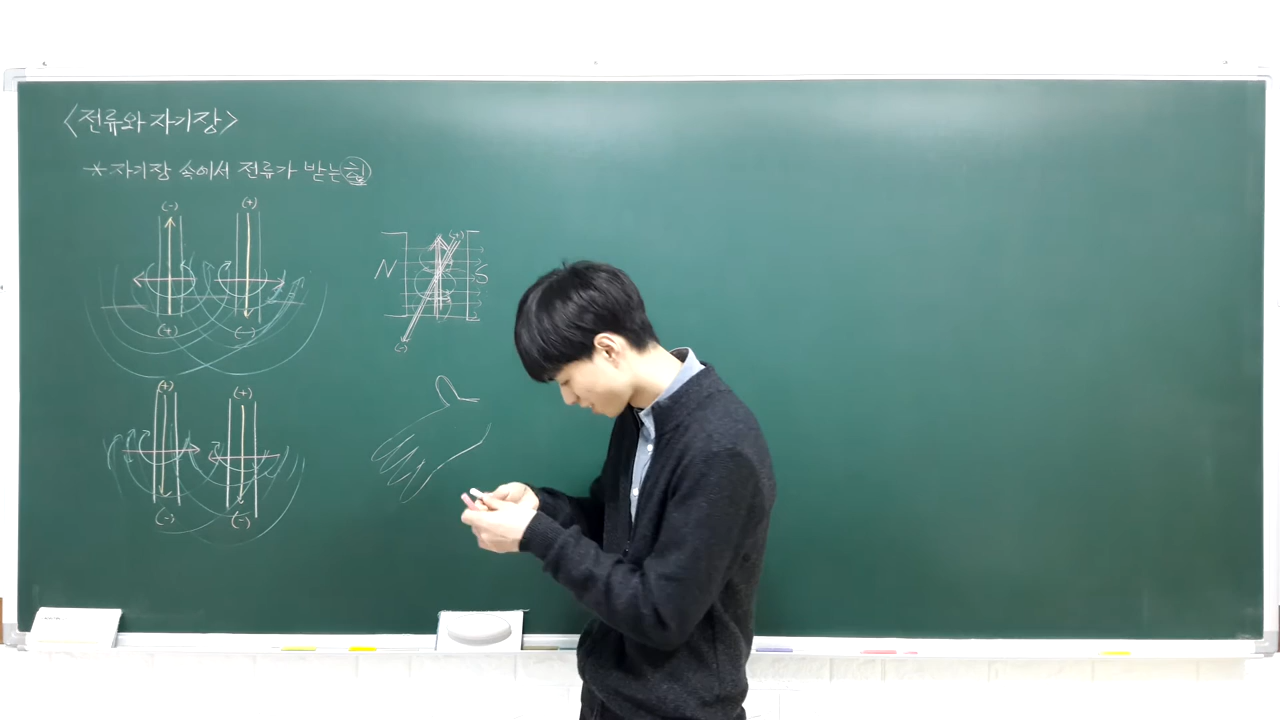 <전류와 자기장>
* 자기장 속에서 전류가 받는 힘
(-) (+)
(+) (-)
N S
(+)
(-)
(+) (+)
(-) (-)